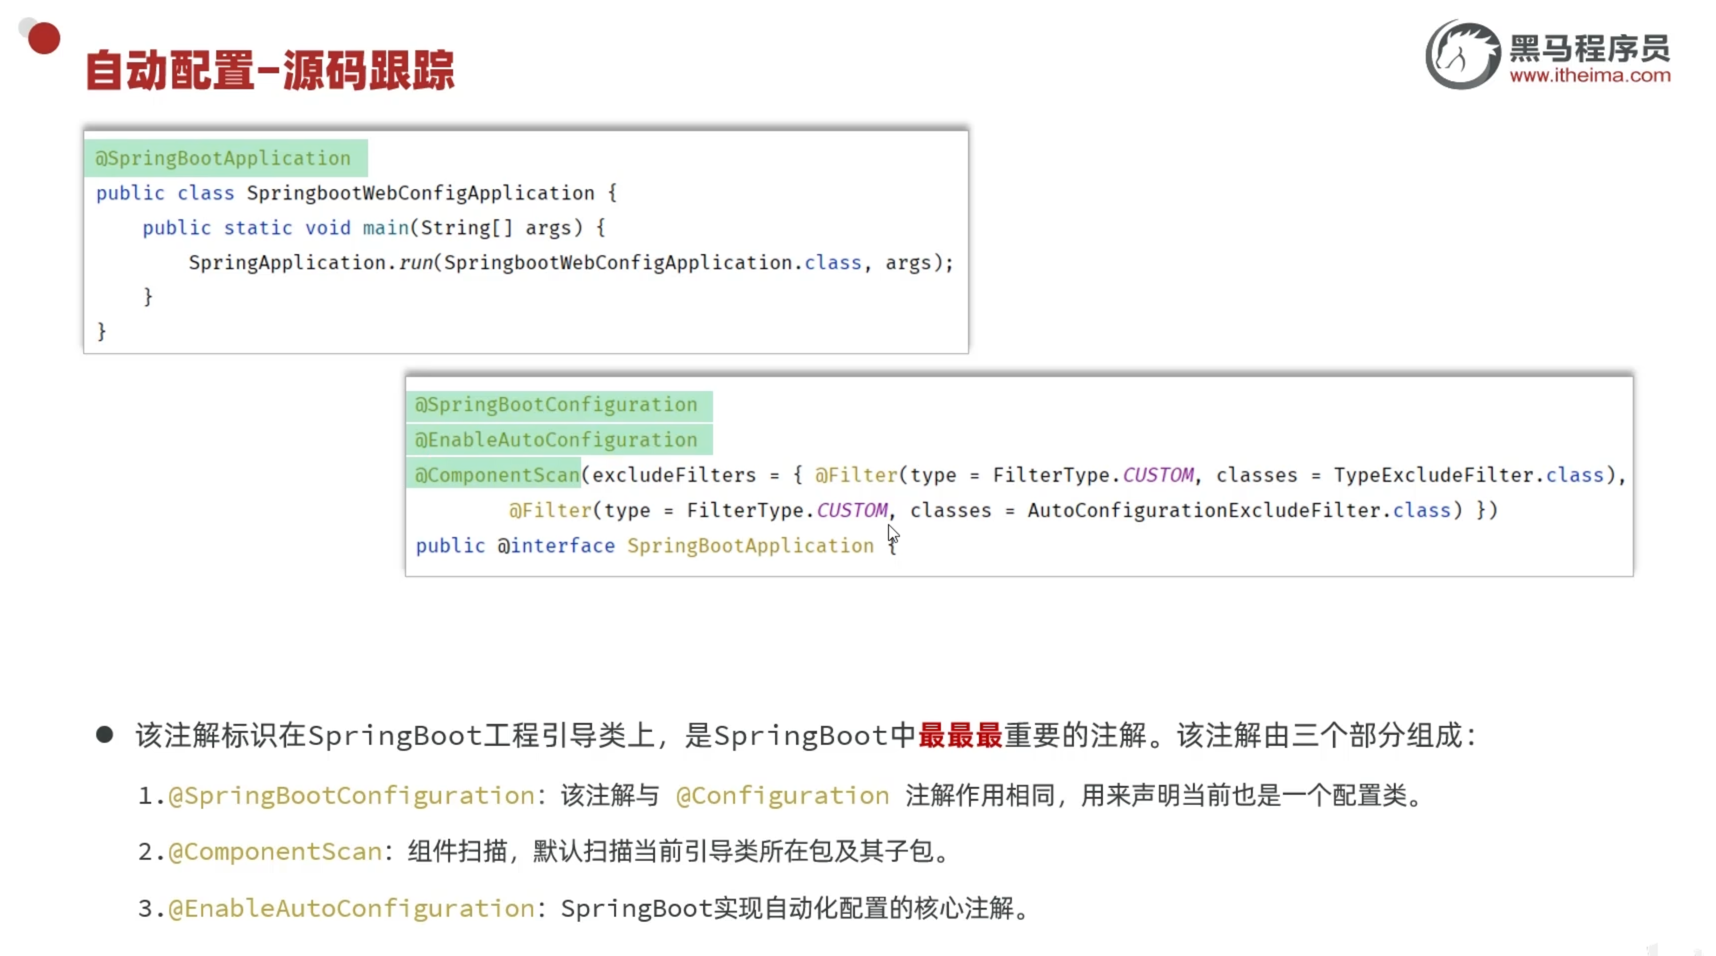 自动配置-源码跟踪
黑马程序员
www.itheima.com
@SpringBootApplication
public class SpringbootWebConfigApplication {
    public static void main(String[] args) {
        SpringApplication.run(SpringbootWebConfigApplication.class, args);
    }
}
@SpringBootConfiguration
@EnableAutoConfiguration
@ComponentScan(excludeFilters = { @Filter(type = FilterType.CUSTOM, classes = TypeExcludeFilter.class),
        @Filter(type = FilterType.CUSTOM, classes = AutoConfigurationExcludeFilter.class) })
public @interface SpringBootApplication {
● 该注解标识在SpringBoot工程引导类上，是SpringBoot中最最最重要的注解。该注解由三个部分组成：
1.@SpringBootConfiguration：该注解与 @Configuration 注解作用相同，用来声明当前也是一个配置类。
2.@ComponentScan：组件扫描，默认扫描当前引导类所在包及其子包。
3.@EnableAutoConfiguration：SpringBoot实现自动化配置的核心注解。